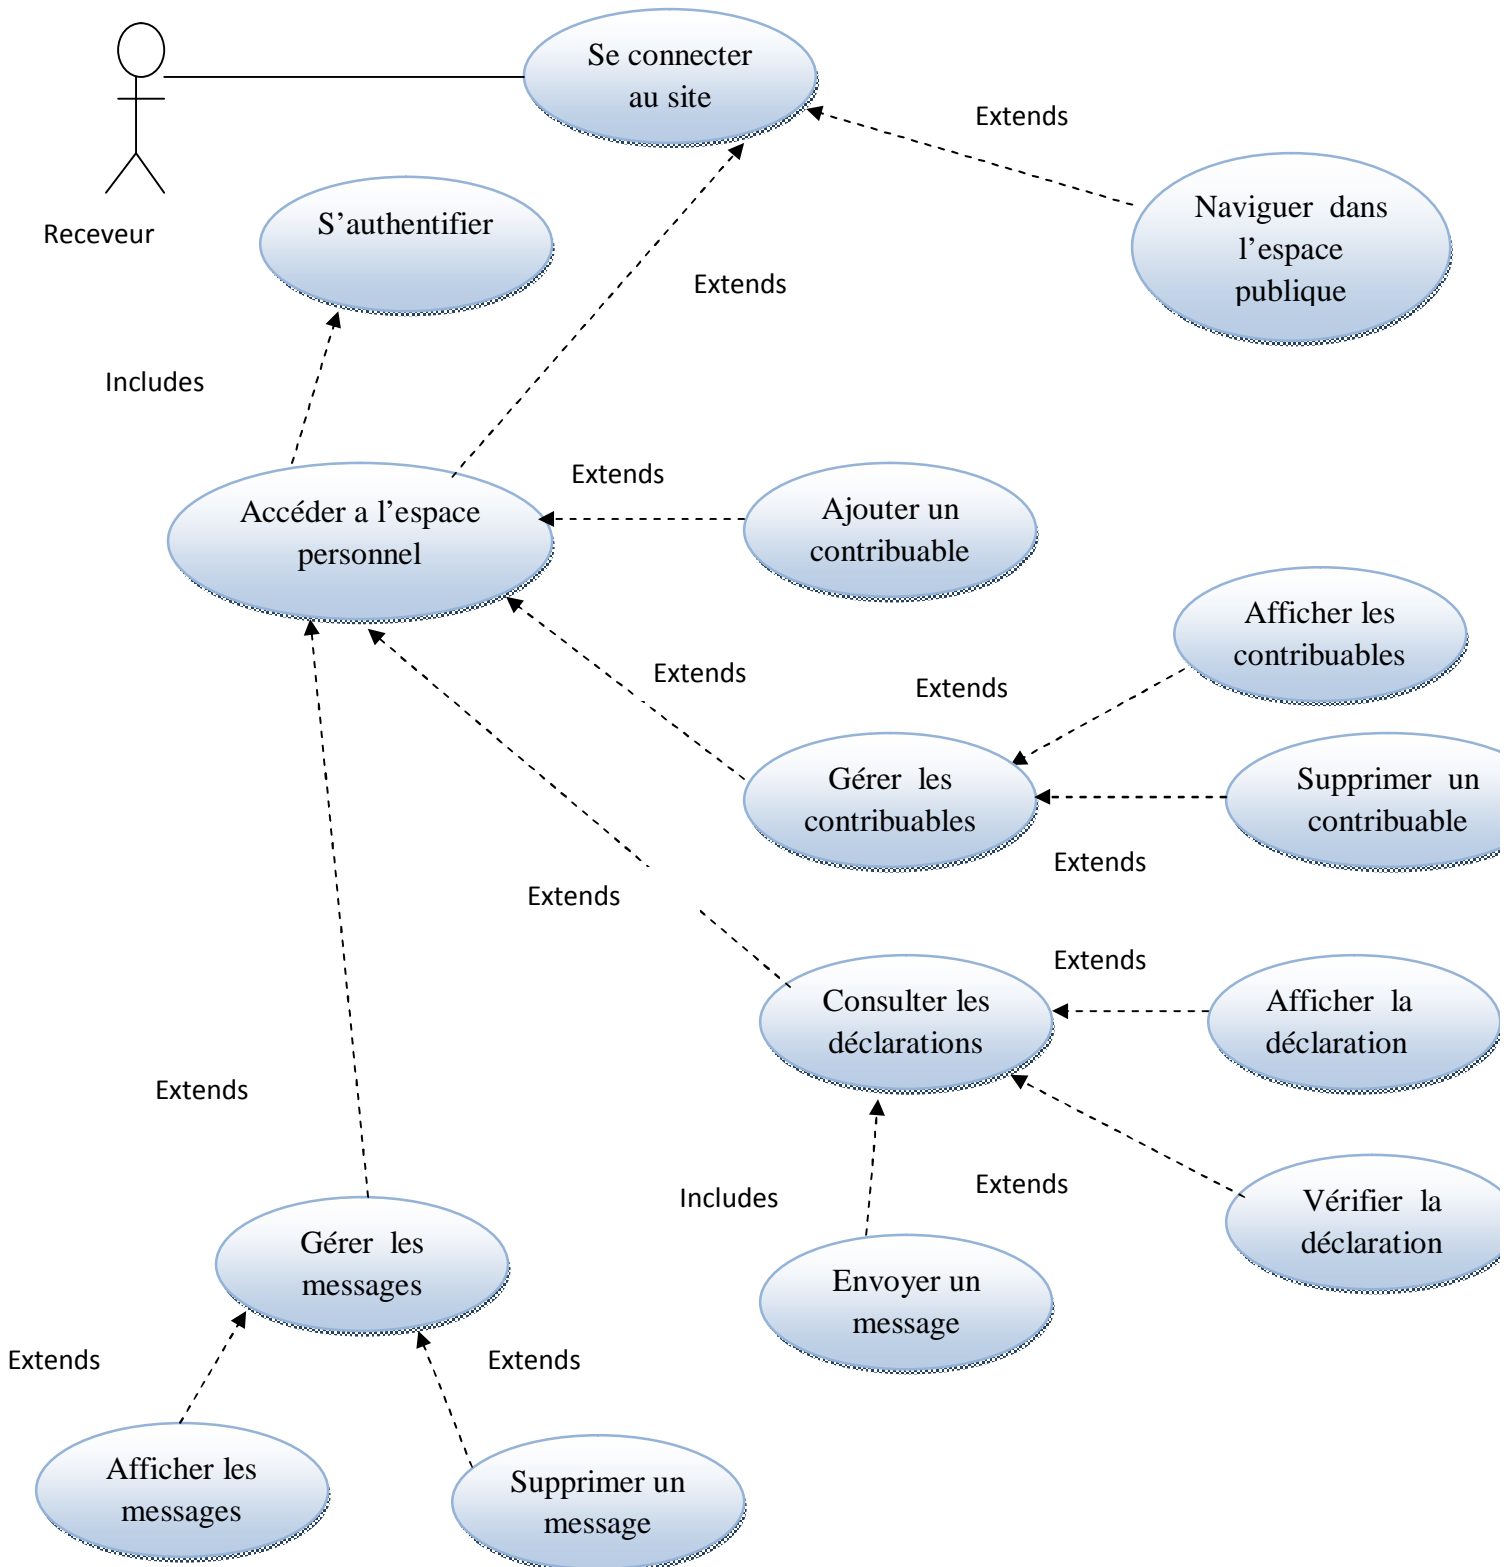 Se connecter
au site
Extends
Receveur
S’authentifier
Naviguer dans
l’espace
publique
Extends
Includes
Accéder a l’espace
personnel
Extends
Ajouter un
contribuable
Afficher les
contribuables
Extends
Extends
Gérer les
contribuables
Supprimer un
contribuable
Extends
Extends
Extends
Consulter les
déclarations
Afficher la
déclaration
Extends
Includes
Extends
Vérifier la
déclaration
Gérer les
messages
Envoyer un
message
Extends
Extends
Afficher les
messages
Supprimer un
message